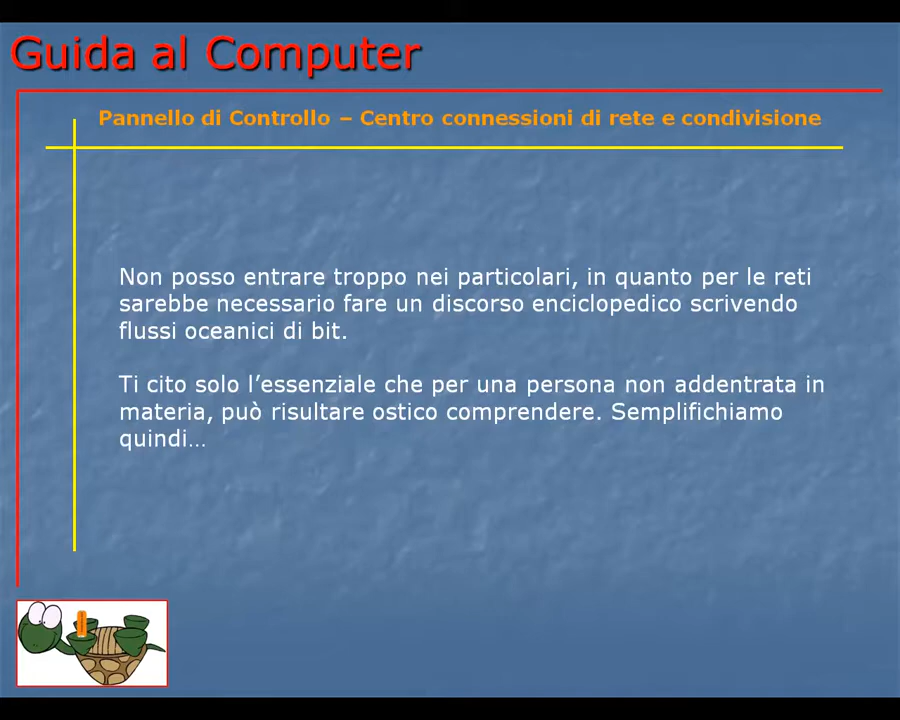 Guida al Computer
Pannello di Controllo – Centro connessioni di rete e condivisione
Non posso entrare troppo nei particolari, in quanto per le reti
sarebbe necessario fare un discorso enciclopedico scrivendo
flussi oceanici di bit.
Ti cito solo l’essenziale che per una persona non addentrata in
materia, può risultare ostico comprendere. Semplifichiamo
quindi…